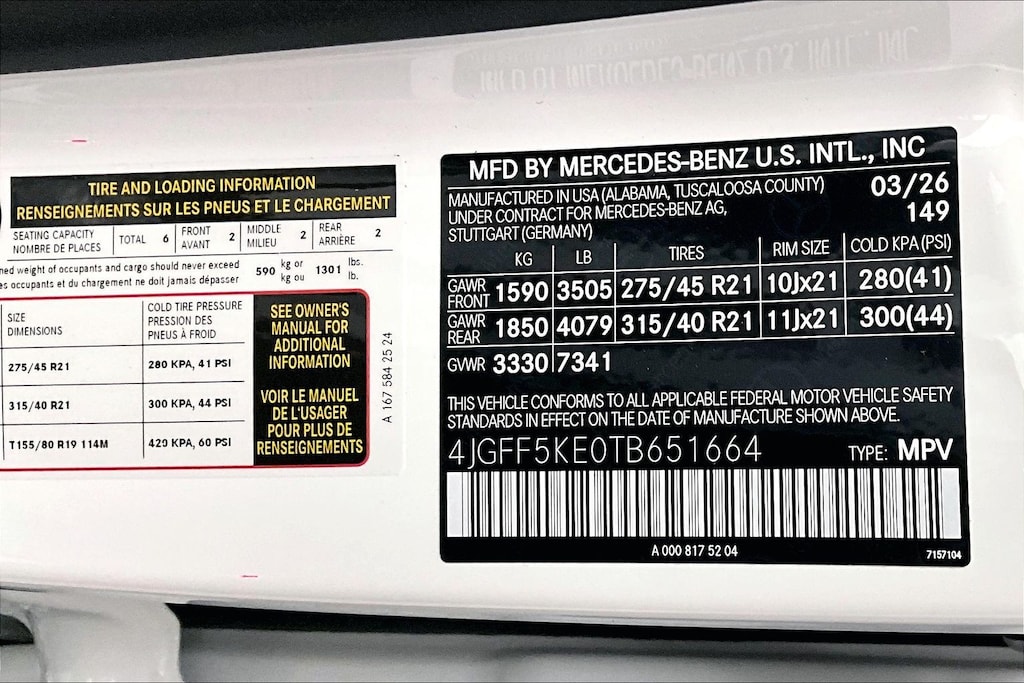 TIRE AND LOADING INFORMATION
RENSEIGNEMENTS SUR LES PNEUS ET LE CHARGEMENT
SEATING CAPACITY
NOMBRE DE PLACES
TOTAL 6
FRONT
AVANT
2
MIDDLE
MILIEU
2
REAR
ARRIÈRE
2
weight of occupants and cargo should never exceed
occupants et du chargement ne doit jamais dépasser
590 kg or
kg ou
1301 lbs.
lb.
SIZE
DIMENSIONS
COLD TIRE PRESSURE
PRESSION DES
PNEUS À FROID
275/45 R21 280 KPA, 41 PSI
315/40 R21 300 KPA, 44 PSI
T155/80 R19 114M 420 KPA, 60 PSI
SEE OWNER'S
MANUAL FOR
ADDITIONAL
INFORMATION
VOIR LE MANUEL
DE L'USAGER
POUR PLUS DE
RENSEIGNEMENTS
A 167 584 25 24
MFD BY MERCEDES-BENZ U.S. INTL., INC
MANUFACTURED IN USA (ALABAMA, TUSCALOOSA COUNTY)
UNDER CONTRACT FOR MERCEDES-BENZ AG,
STUTTGART (GERMANY)
03/26
149
KG LB TIRES RIM SIZE COLD KPA (PSI)
GAWR
FRONT
1590 3505 275/45 R21 10Jx21 280(41)
GAWR
REAR
1850 4079 315/40 R21 11Jx21 300(44)
GWR 3330 7341
THIS VEHICLE CONFORMS TO ALL APPLICABLE FEDERAL MOTOR VEHICLE SAFETY
STANDARDS IN EFFECT ON THE DATE OF MANUFACTURE SHOWN ABOVE.
4JGFF5KE0TB651664 TYPE: MPV
A 000 817 52 04
7157104